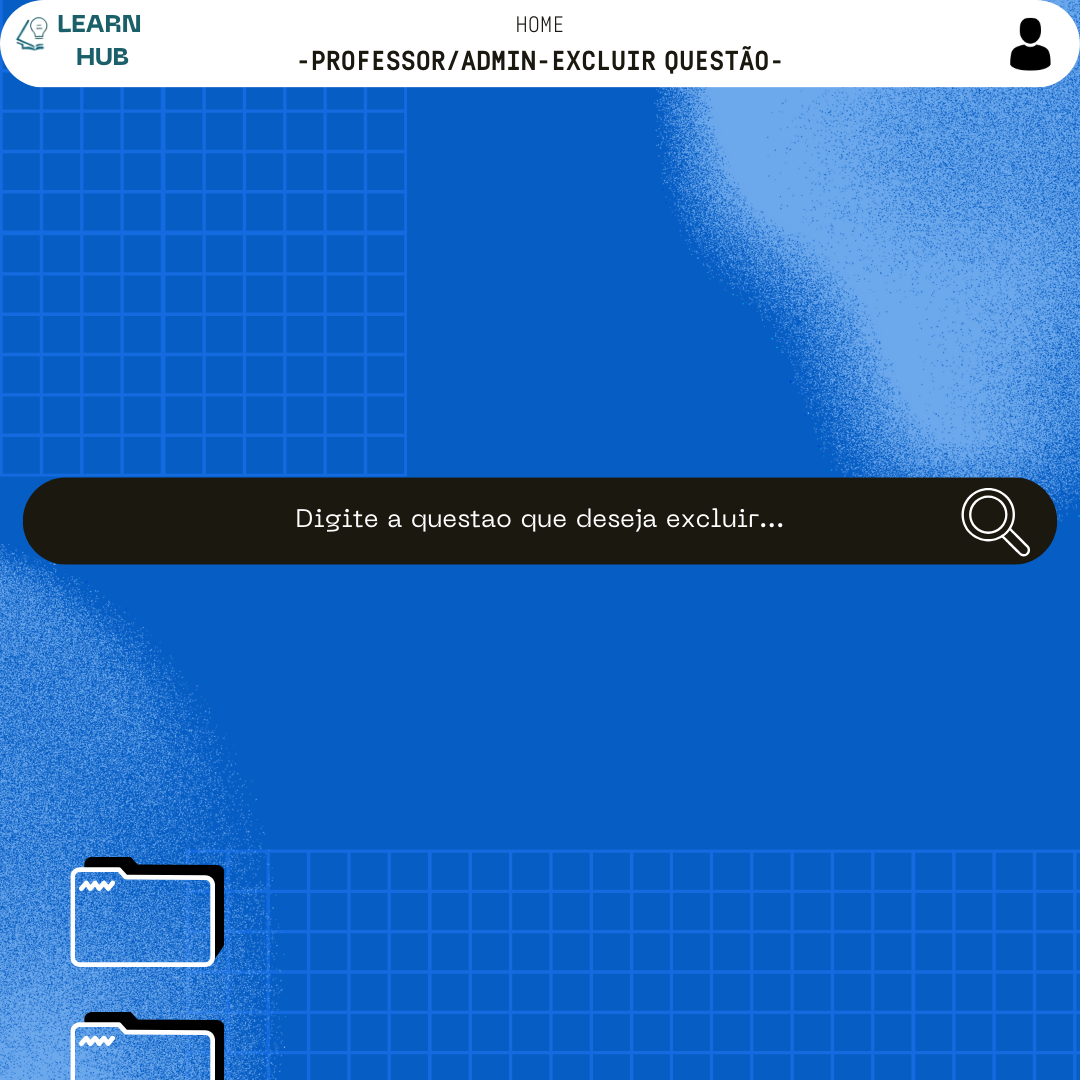 LEARN
HUB
HOME
-PROFESSOR/ADMIN-EXCLUIR QUESTÃO-
Digite a questao que deseja excluir...